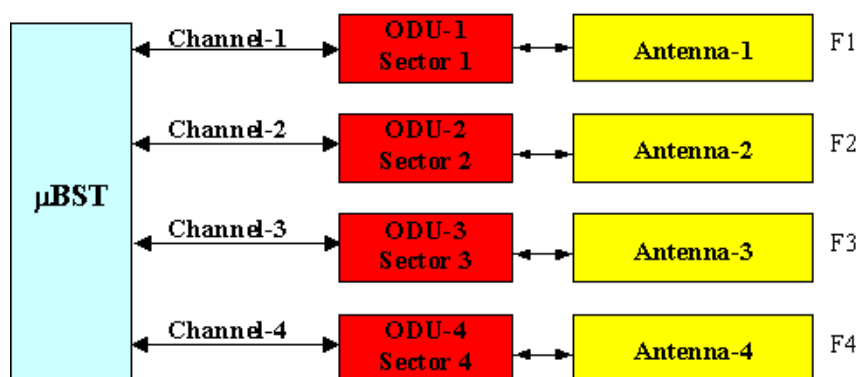 Channel-1
ODU-1
Sector 1
Antenna-1
F1
Channel-2
ODU-2
Sector 2
Antenna-2
F2
μBST
Channel-3
ODU-3
Sector 3
Antenna-3
F3
Channel-4
ODU-4
Sector 4
Antenna-4
F4